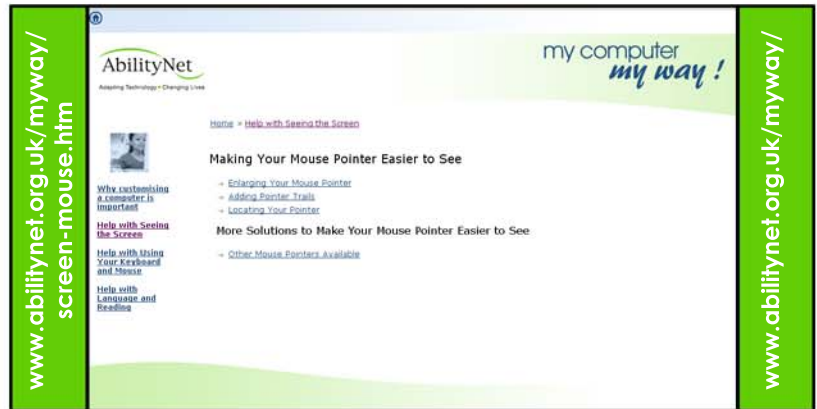 www.abilitynet.org.uk/myway/
screen-mouse.htm
AbilityNet
Adapting Technology • Changing Lives
my computer
my way !
Home » Help with Seeing the Screen
Why customising
a computer is
important
Help with Seeing
the Screen
Help with Using
Your Keyboard
and Mouse
Help with
Language and
Reading
Making Your Mouse Pointer Easier to See
→ Enlarging Your Mouse Pointer
→ Adding Pointer Trails
→ Locating Your Pointer
More Solutions to Make Your Mouse Pointer Easier to See
→ Other Mouse Pointers Available
www.abilitynet.org.uk/myway/